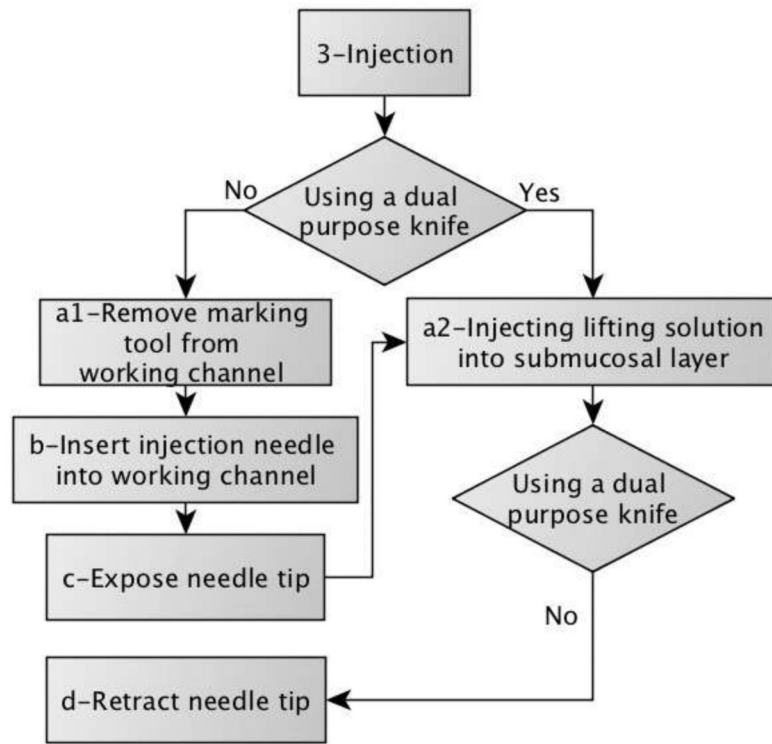 3-Injection
Using a dual
purpose knife
No
Yes
a1-Remove marking
tool from
working channel
a2-Injecting lifting solution
into submucosal layer
b-Insert injection needle
into working channel
Using a dual
purpose knife
c-Expose needle tip
No
d-Retract needle tip